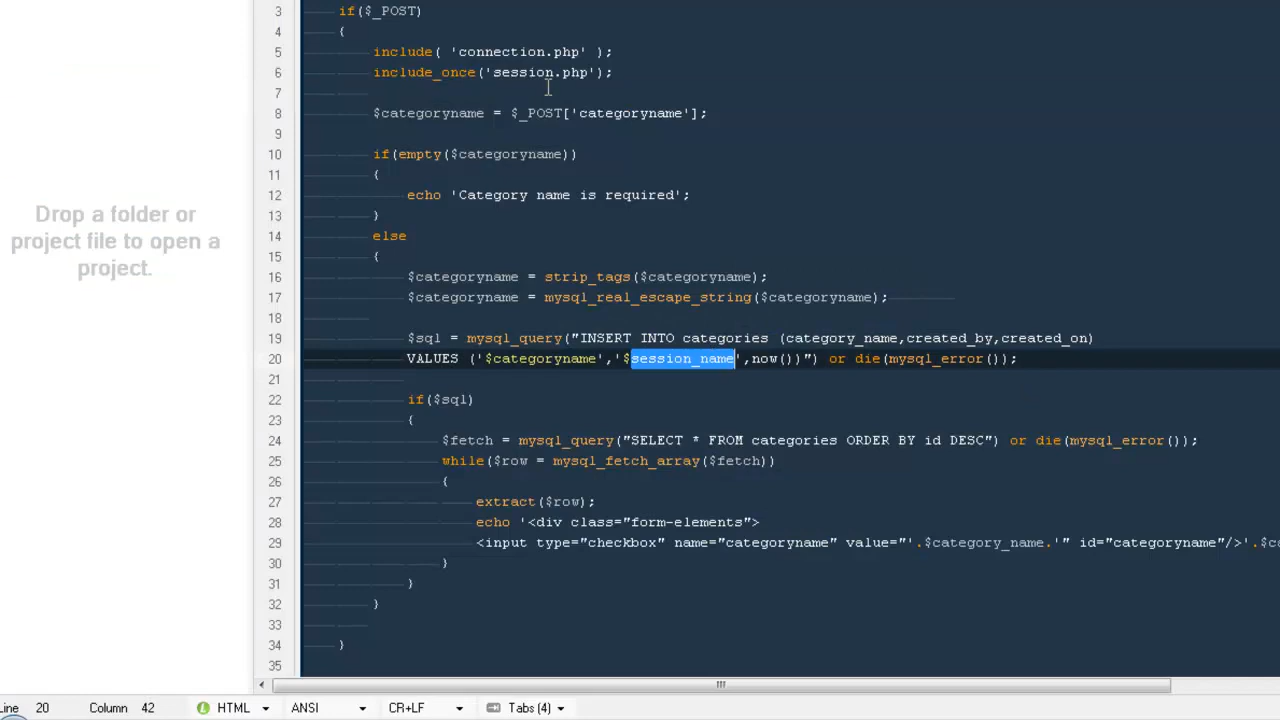 3 if($_POST)
4 {
5 include( 'connection.php' );
6 include_once('session.php');
7
8 $categoryname = $_POST['categoryname'];
9
10 if(empty($categoryname))
11 {
12 echo 'Category name is required';
13 }
14 else
15 {
16 $categoryname = strip_tags($categoryname);
17 $categoryname = mysql_real_escape_string($categoryname);
18
19 $sql = mysql_query("INSERT INTO categories (category_name,created_by,created_on)
20 VALUES ('$categoryname','$session_name',now())") or die(mysql_error());
21
22 if($sql)
23 {
24 $fetch = mysql_query("SELECT * FROM categories ORDER BY id DESC") or die(mysql_error());
25 while($row = mysql_fetch_array($fetch))
26 {
27 extract($row);
28 echo '<div class="form-elements">
29 <input type="checkbox" name="categoryname" value="'.$category_name.'" id="categoryname"/>'.$c
30 }
31 }
32 }
33
34 }
35
Drop a folder or
project file to open a
project.
Line 20 Column 42 HTML ANSI CR+LF Tabs (4)